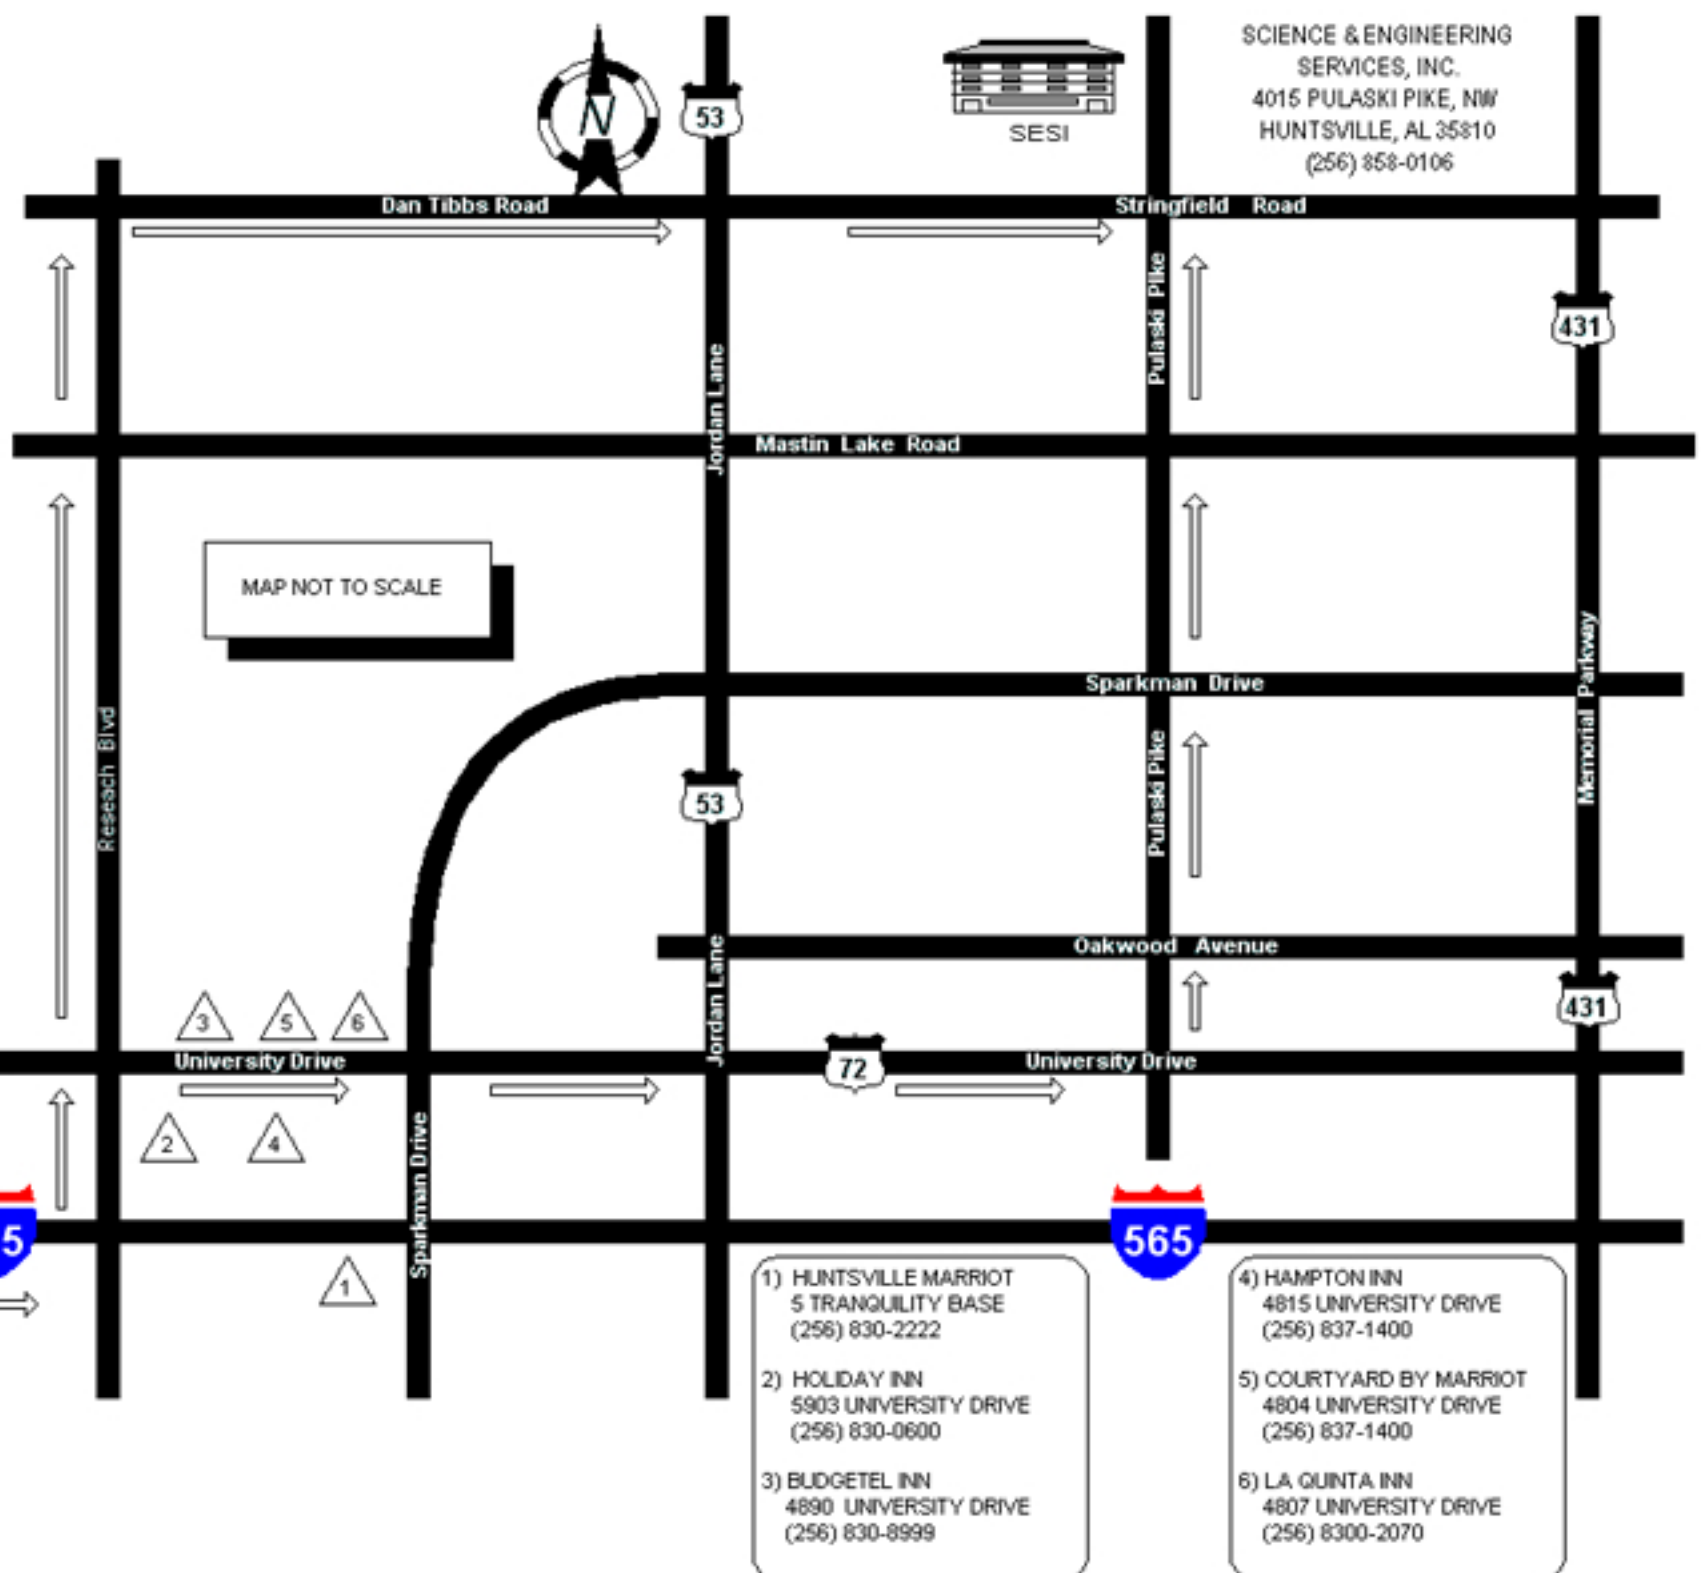 SCIENCE & ENGINEERING
SERVICES, INC.
4015 PULASKI PIKE, NW
HUNTSVILLE, AL 35810
(256) 858-0106
N
53
SESI
Dan Tibbs Road
Stringfield Road
Pulaski Pike
431
Jordan Lane
Mastin Lake Road
MAP NOT TO SCALE
Memorial Parkway
Sparkman Drive
Reseach Blvd
53
Pulaski Pike
Jordan Lane
Oakwood Avenue
431
3
5
6
University Drive
72
University Drive
2
4
Sparkman Drive
5
565
1
1) HUNTSVILLE MARRIOT
5 TRANQUILITY BASE
(256) 830-2222
2) HOLIDAY INN
5903 UNIVERSITY DRIVE
(256) 830-0600
3) BUDGETEL INN
4890 UNIVERSITY DRIVE
(256) 830-8999
4) HAMPTON INN
4815 UNIVERSITY DRIVE
(256) 837-1400
5) COURTYARD BY MARRIOT
4804 UNIVERSITY DRIVE
(256) 837-1400
6) LA QUINTA INN
4807 UNIVERSITY DRIVE
(256) 8300-2070